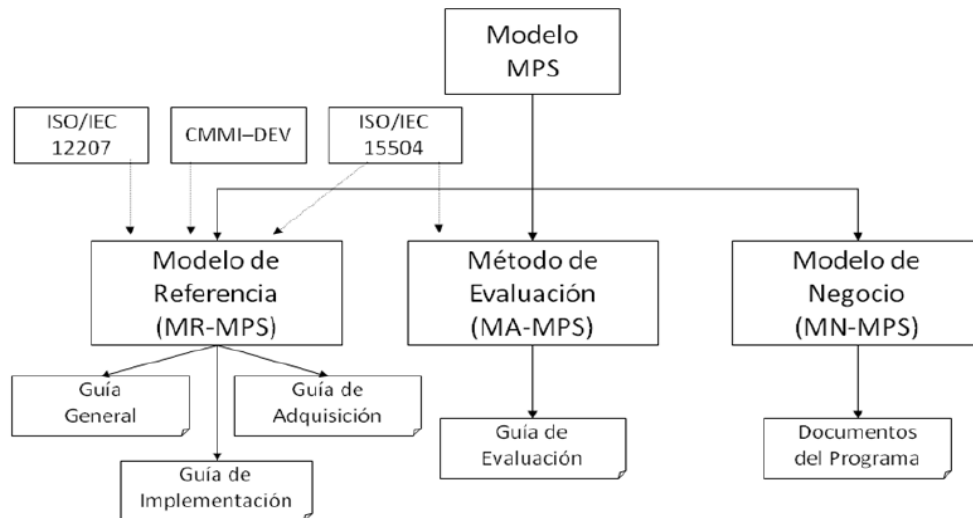 Modelo
MPS
ISO/IEC
12207
CMMI–DEV
ISO/IEC
15504
Modelo de
Referencia
(MR-MPS)
Método de
Evaluación
(MA-MPS)
Modelo de
Negocio
(MN-MPS)
Guía
General
Guía de
Adquisición
Guía de
Implementación
Guía de
Evaluación
Documentos
del Programa